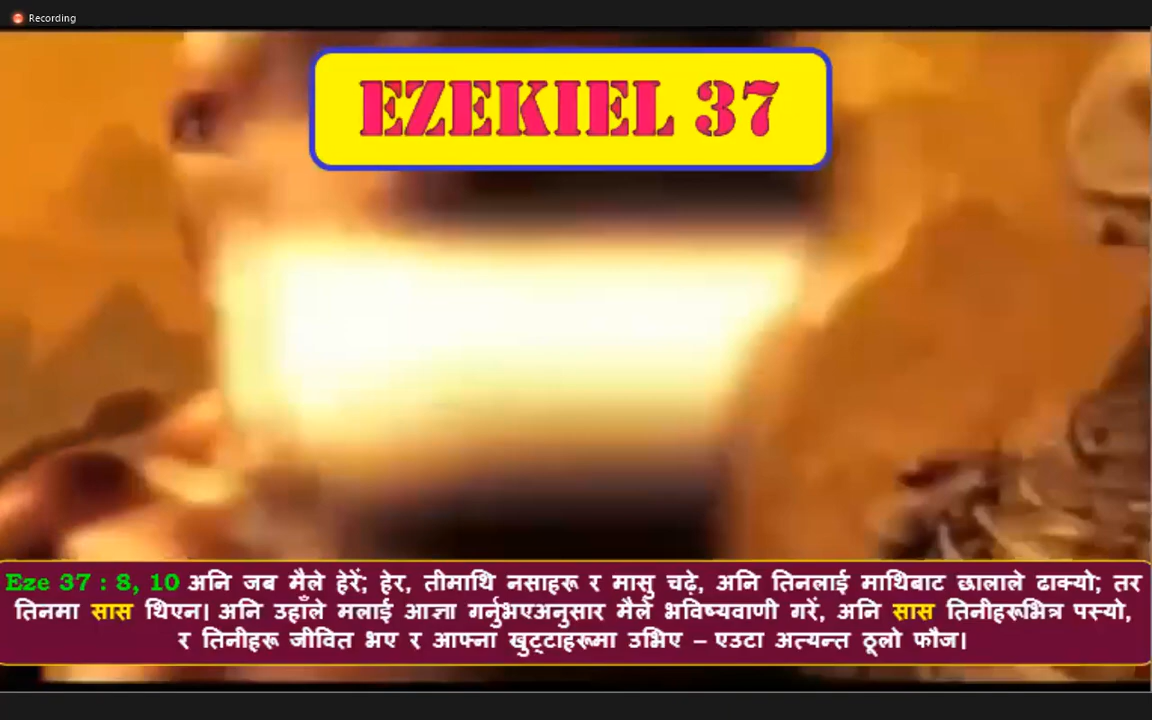 Recording
EZEKIEL 37
Eze 37 : 8, 10 अनि जब मैले हेरें; हेर, तीमाथि नसाहरू र मासु चढ़े, अनि तिनलाई माथिबाट छालाले ढाक्यो; तर
तिनमा सास थिएन। अनि उहाँले मलाई आज्ञा गर्नुभएअनुसार मैले भविष्यवाणी गरें, अनि सास तिनीहरूभित्र पस्यो,
र तिनीहरू जीवित भए र आफ्ना खुट्टाहरूमा उभिए – एउटा अत्यन्त ठूलो फौज।